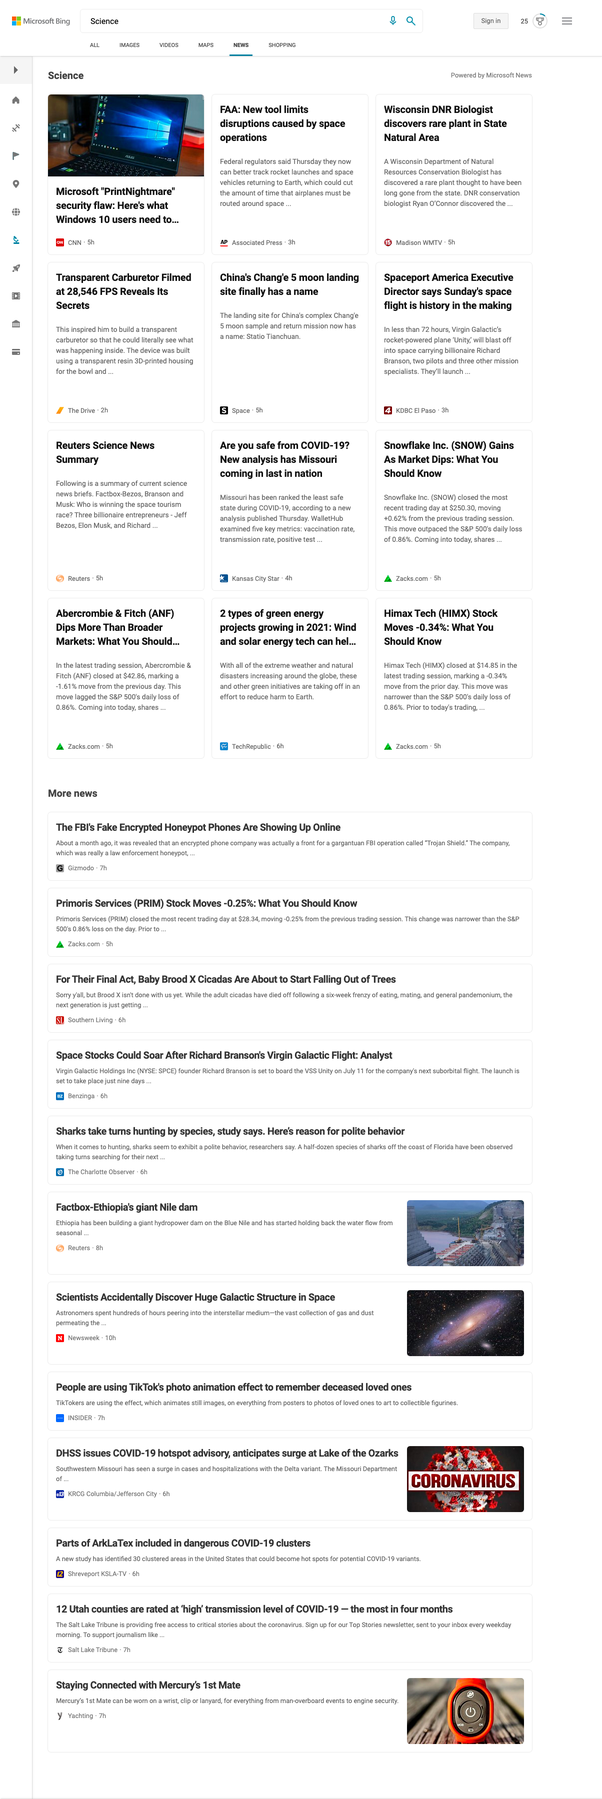 Microsoft Bing
Science
Sign in
25
ALL
IMAGES
VIDEOS
MAPS
NEWS
SHOPPING
Science
Powered by Microsoft News
Microsoft "PrintNightmare"
security flaw: Here's what
Windows 10 users need to...
CNN · 5h
FAA: New tool limits
disruptions caused by space
operations
Federal regulators said Thursday they now
can better track rocket launches and space
vehicles returning to Earth, which could cut
the amount of time that airplanes must be
routed around space ...
AP
Associated Press · 3h
Wisconsin DNR Biologist
discovers rare plant in State
Natural Area
A Wisconsin Department of Natural
Resources Conservation Biologist has
discovered a rare plant thought to have been
long gone from the state. DNR conservation
biologist Ryan O'Connor discovered the ...
Madison WMTV · 5h
Transparent Carburetor Filmed
at 28,546 FPS Reveals Its
Secrets
This inspired him to build a transparent
carburetor so that he could literally see what
was happening inside. The device was built
using a transparent resin 3D-printed housing
for the bowl and ...
The Drive · 2h
China's Chang'e 5 moon landing
site finally has a name
The landing site for China's complex Chang'e
5 moon sample and return mission now has
a name: Statio Tianchuan.
Space · 5h
Spaceport America Executive
Director says Sunday's space
flight is history in the making
In less than 72 hours, Virgin Galactic's
rocket-powered plane 'Unity,' will blast off
into space carrying billionaire Richard
Branson, two pilots and three other mission
specialists. They'll launch ...
KDBC El Paso · 3h
Reuters Science News
Summary
Following is a summary of current science
news briefs. Factbox-Bezos, Branson and
Musk: Who is winning the space tourism
race? Three billionaire entrepreneurs - Jeff
Bezos, Elon Musk, and Richard ...
Reuters · 5h
Are you safe from COVID-19?
New analysis has Missouri
coming in last in nation
Missouri has been ranked the least safe
state during COVID-19, according to a new
analysis published Thursday. WalletHub
examined five key metrics: vaccination rate,
transmission rate, positive test ...
Kansas City Star · 4h
Snowflake Inc. (SNOW) Gains
As Market Dips: What You
Should Know
Snowflake Inc. (SNOW) closed the most
recent trading day at $250.30, moving
+0.62% from the previous trading session.
This move outpaced the S&P 500's daily loss
of 0.86%. Coming into today, shares ...
Zacks.com · 5h
Abercrombie & Fitch (ANF)
Dips More Than Broader
Markets: What You Should...
In the latest trading session, Abercrombie &
Fitch (ANF) closed at $42.86, marking a
-1.61% move from the previous day. This
move lagged the S&P 500's daily loss of
0.86%. Coming into today, shares ...
Zacks.com · 5h
2 types of green energy
projects growing in 2021: Wind
and solar energy tech can hel...
With all of the extreme weather and natural
disasters increasing around the globe, these
and other green initiatives are taking off in an
effort to reduce harm to Earth.
TechRepublic · 6h
Himax Tech (HIMX) Stock
Moves -0.34%: What You
Should Know
Himax Tech (HIMX) closed at $14.85 in the
latest trading session, marking a -0.34%
move from the prior day. This move was
narrower than the S&P 500's daily loss of
0.86%. Prior to today's trading, ...
Zacks.com · 5h
More news
The FBI's Fake Encrypted Honeypot Phones Are Showing Up Online
About a month ago, it was revealed that an encrypted phone company was actually a front for a gargantuan FBI operation called "Trojan Shield." The company,
which was really a law enforcement honeypot, ...
Gizmodo · 7h
Primoris Services (PRIM) Stock Moves -0.25%: What You Should Know
Primoris Services (PRIM) closed the most recent trading day at $28.34, moving -0.25% from the previous trading session. This change was narrower than the S&P
500's 0.86% loss on the day. Prior to ...
Zacks.com · 5h
For Their Final Act, Baby Brood X Cicadas Are About to Start Falling Out of Trees
Sorry y'all, but Brood X isn't done with us yet. While the adult cicadas have died off following a six-week frenzy of eating, mating, and general pandemonium, the
next generation is just getting ...
Southern Living · 6h
Space Stocks Could Soar After Richard Branson's Virgin Galactic Flight: Analyst
Virgin Galactic Holdings Inc (NYSE: SPCE) founder Richard Branson is set to board the VSS Unity on July 11 for the company's next suborbital flight. The launch is
set to take place just nine days ...
Benzinga · 6h
Sharks take turns hunting by species, study says. Here's reason for polite behavior
When it comes to hunting, sharks seem to exhibit a polite behavior, researchers say. A half-dozen species of sharks off the coast of Florida have been observed
taking turns searching for their next ...
The Charlotte Observer · 6h
Factbox-Ethiopia's giant Nile dam
Ethiopia has been building a giant hydropower dam on the Blue Nile and has started holding back the water flow from
seasonal ...
Reuters · 8h
Scientists Accidentally Discover Huge Galactic Structure in Space
Astronomers spent hundreds of hours peering into the interstellar medium—the vast collection of gas and dust
permeating the ...
Newsweek · 10h
People are using TikTok's photo animation effect to remember deceased loved ones
TikTokers are using the effect, which animates still images, on everything from posters to photos of loved ones to art to collectible figurines.
INSIDER · 7h
DHSS issues COVID-19 hotspot advisory, anticipates surge at Lake of the Ozarks
Southwestern Missouri has seen a surge in cases and hospitalizations with the Delta variant. The Missouri Department
of ...
KRCG Columbia/Jefferson City · 6h
CORONAVIRUS
Parts of ArkLaTex included in dangerous COVID-19 clusters
A new study has identified 30 clustered areas in the United States that could become hot spots for potential COVID-19 variants.
Shreveport KSLA-TV · 6h
12 Utah counties are rated at 'high' transmission level of COVID-19 — the most in four months
The Salt Lake Tribune is providing free access to critical stories about the coronavirus. Sign up for our Top Stories newsletter, sent to your inbox every weekday
morning. To support journalism like ...
Salt Lake Tribune · 7h
Staying Connected with Mercury's 1st Mate
Mercury's 1st Mate can be worn on a wrist, clip or lanyard, for everything from man-overboard events to engine security.
Yachting · 7h